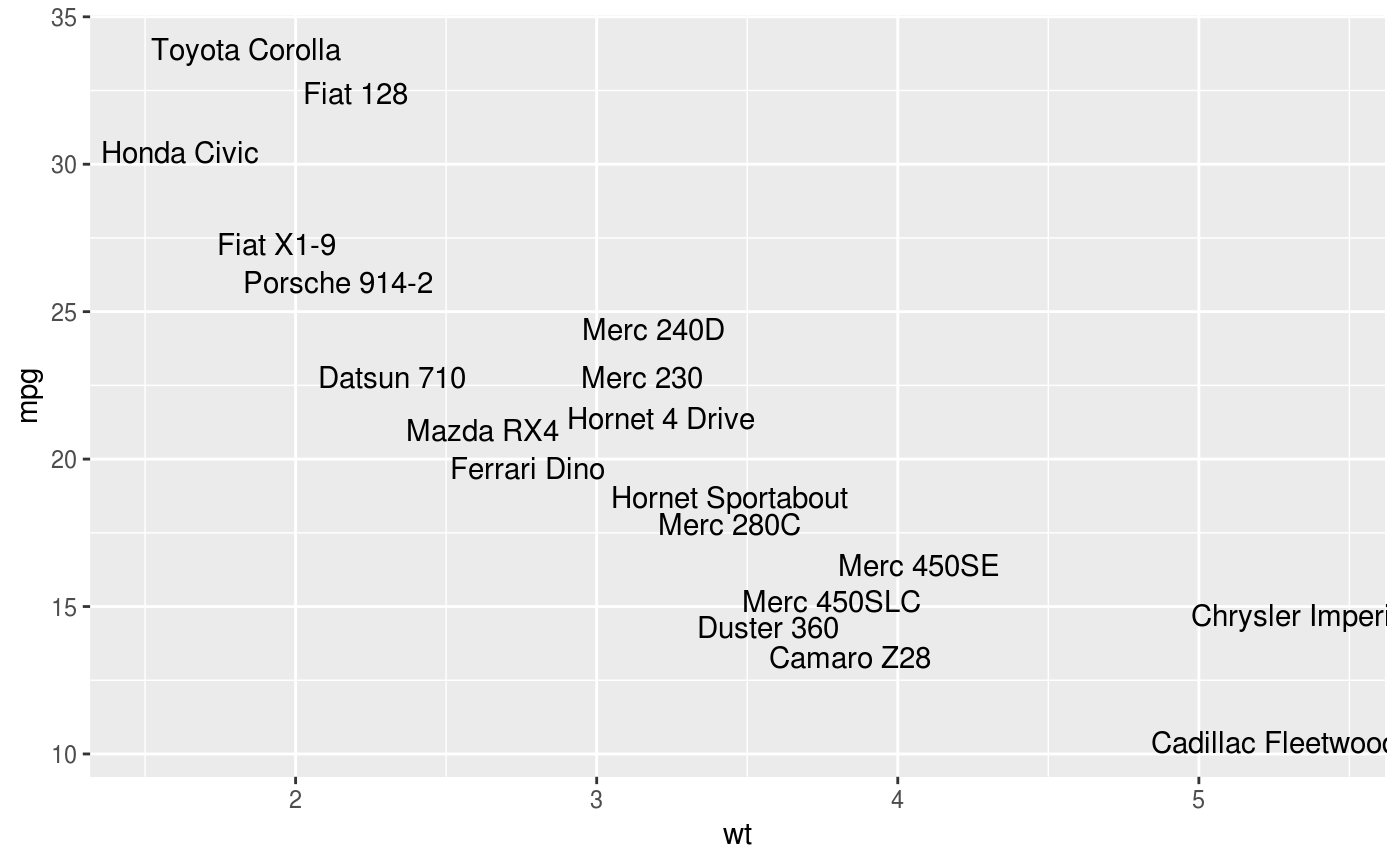 35
Toyota Corolla
Fiat 128
Honda Civic
30
Fiat X1-9
Porsche 914-2
25
Merc 240D
Datsun 710
Merc 230
mpg
Hornet 4 Drive
Mazda RX4
20
Ferrari Dino
Hornet Sportabout
Merc 280C
Merc 450SE
Merc 450SLC
15
Chrysler Imperi
Duster 360
Camaro Z28
Cadillac Fleetwood
10
2 3 4 5
wt